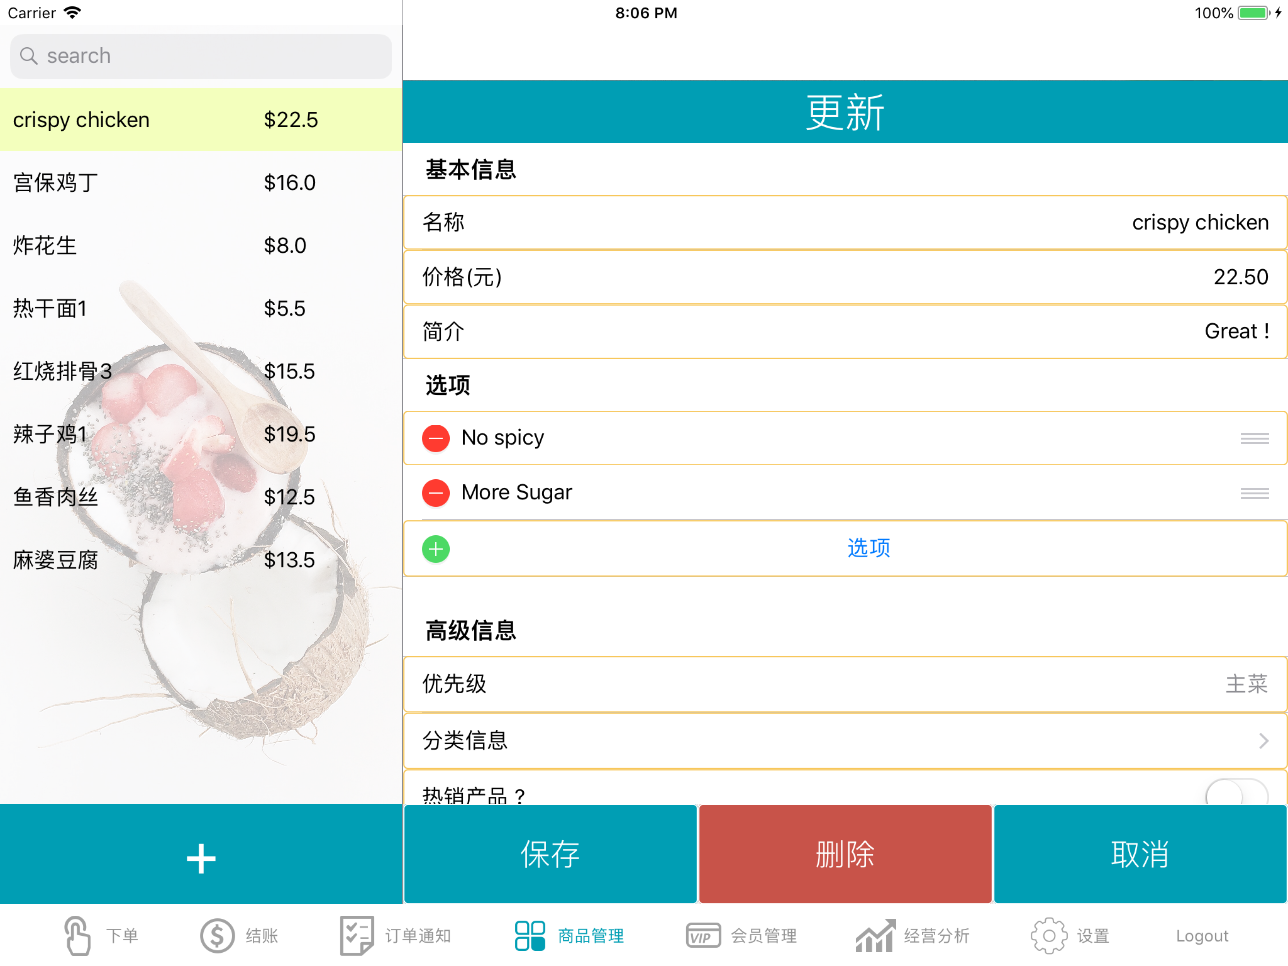 Carrier
8:06 PM
100%
search
crispy chicken $22.5
宫保鸡丁 $16.0
炸花生 $8.0
热干面1 $5.5
红烧排骨3 $15.5
辣子鸡1 $19.5
鱼香肉丝 $12.5
麻婆豆腐 $13.5
更新
基本信息
名称 crispy chicken
价格(元) 22.50
简介 Great !
选项
No spicy
More Sugar
选项
高级信息
优先级 主菜
分类信息
热销产品 ?
保存 删除 取消
下单 结账 订单通知 商品管理 VIP 会员管理 经营分析 设置 Logout